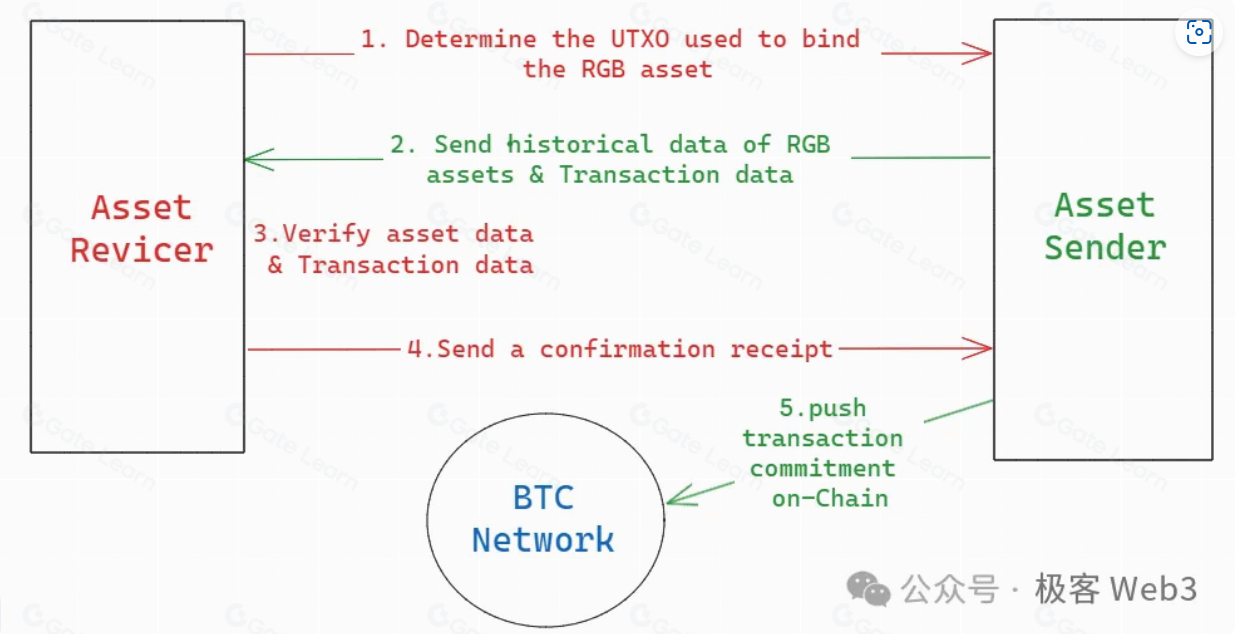 1. Determine the UTXO used to bind
the RGB asset
2. Send historical data of RGB
assets & Transaction data
Asset
Revicer
Asset
Sender
3.Verify asset data
& Transaction data
4.Send a confirmation receipt
5.push
transaction
commitment
on-Chain
BTC
Network
公众号 · 极客 Web3
Gate Learn